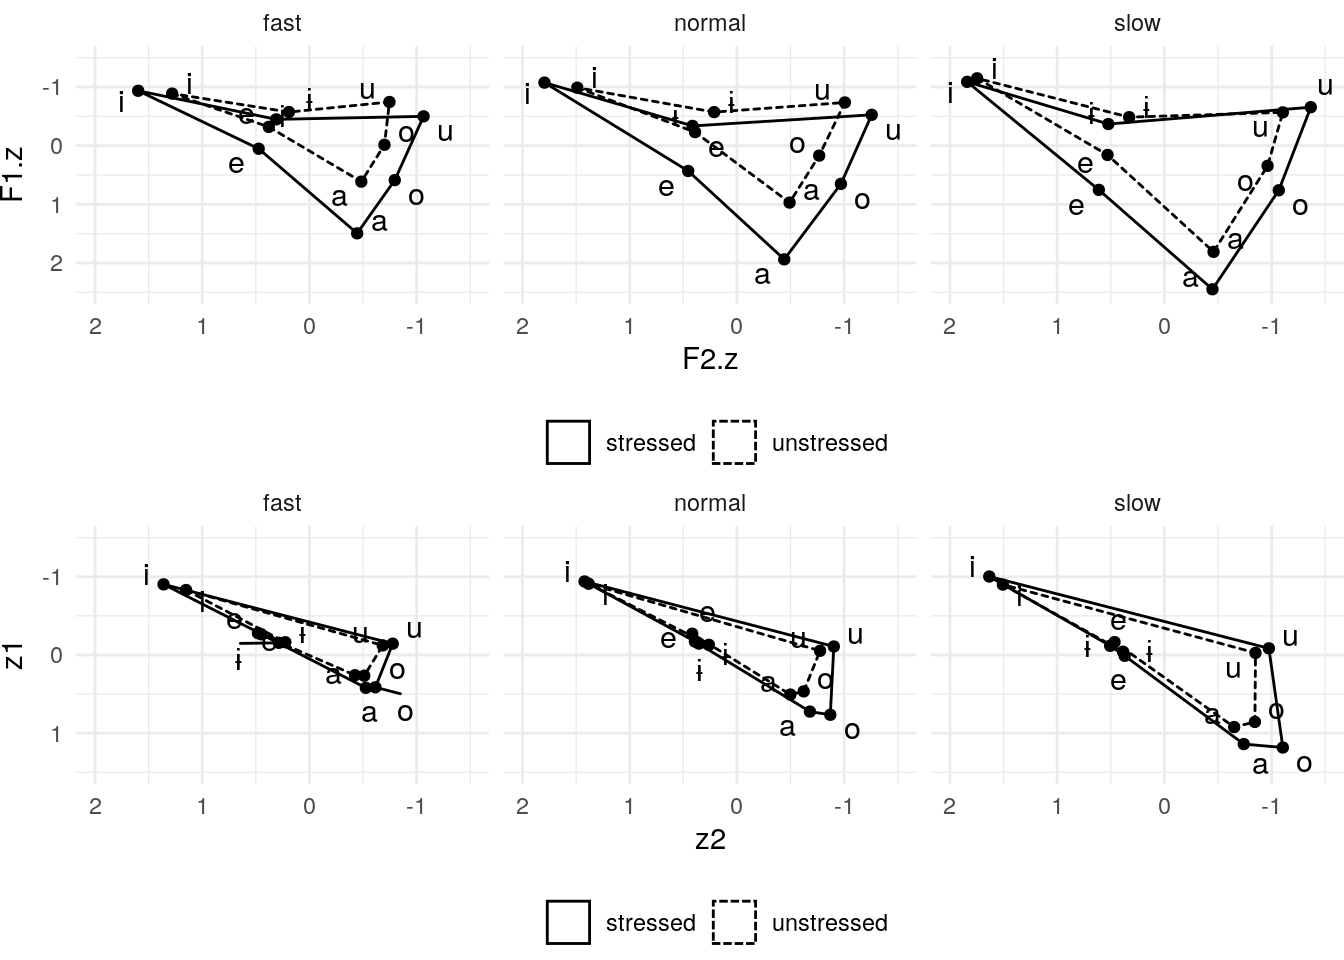 fast normal slow
F1.z
-1
0
1
2
i i ɨ u
e ɨ o u
e a o
a
i i ɨ u
ɨ u
e o
e a o
a
i i ɨ u
ɨ u
e o
e a o
a
2 1 0 -1 2 1 0 -1 2 1 0 -1
F2.z
stressed unstressed
fast normal slow
z1
-1
0
1
i i
e ɨ u u
ɨ e a o
a o
i i
e e u u
ɨ a o
a o
i i
e u
ɨ ɨ u
e a o
a o
2 1 0 -1 2 1 0 -1 2 1 0 -1
z2
stressed unstressed